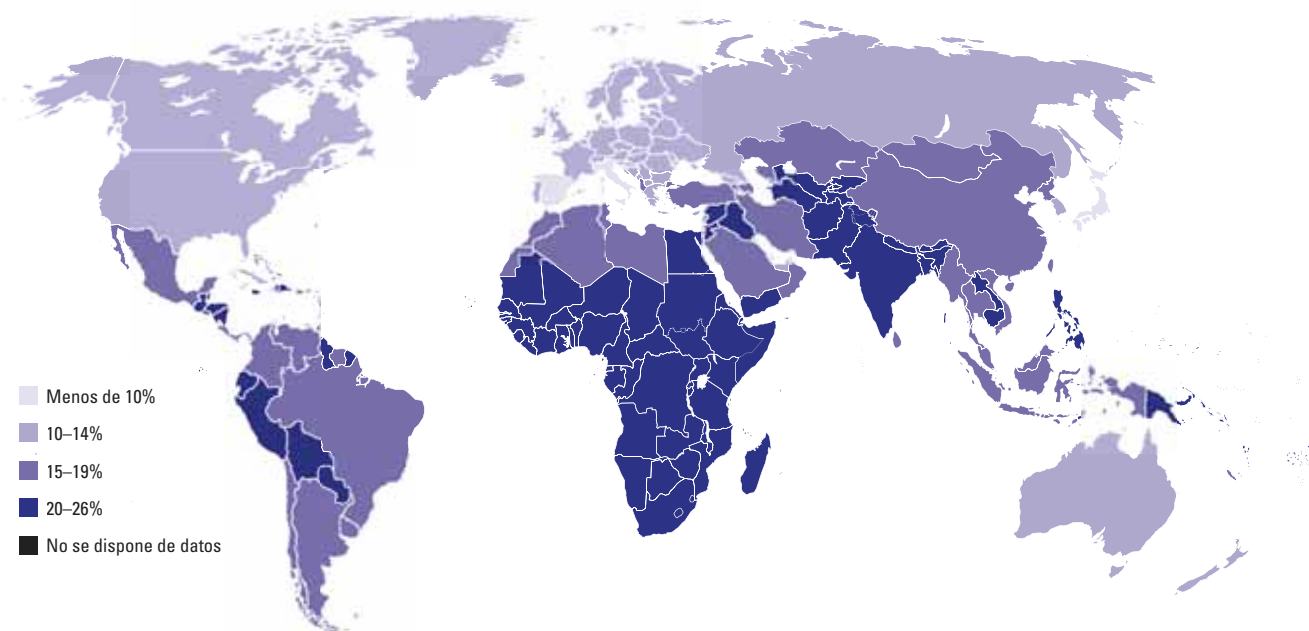 Menos de 10%
10–14%
15–19%
20–26%
No se dispone de datos